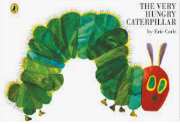 THE VERY
HUNGRY
CATERPILLAR
by Eric Carle